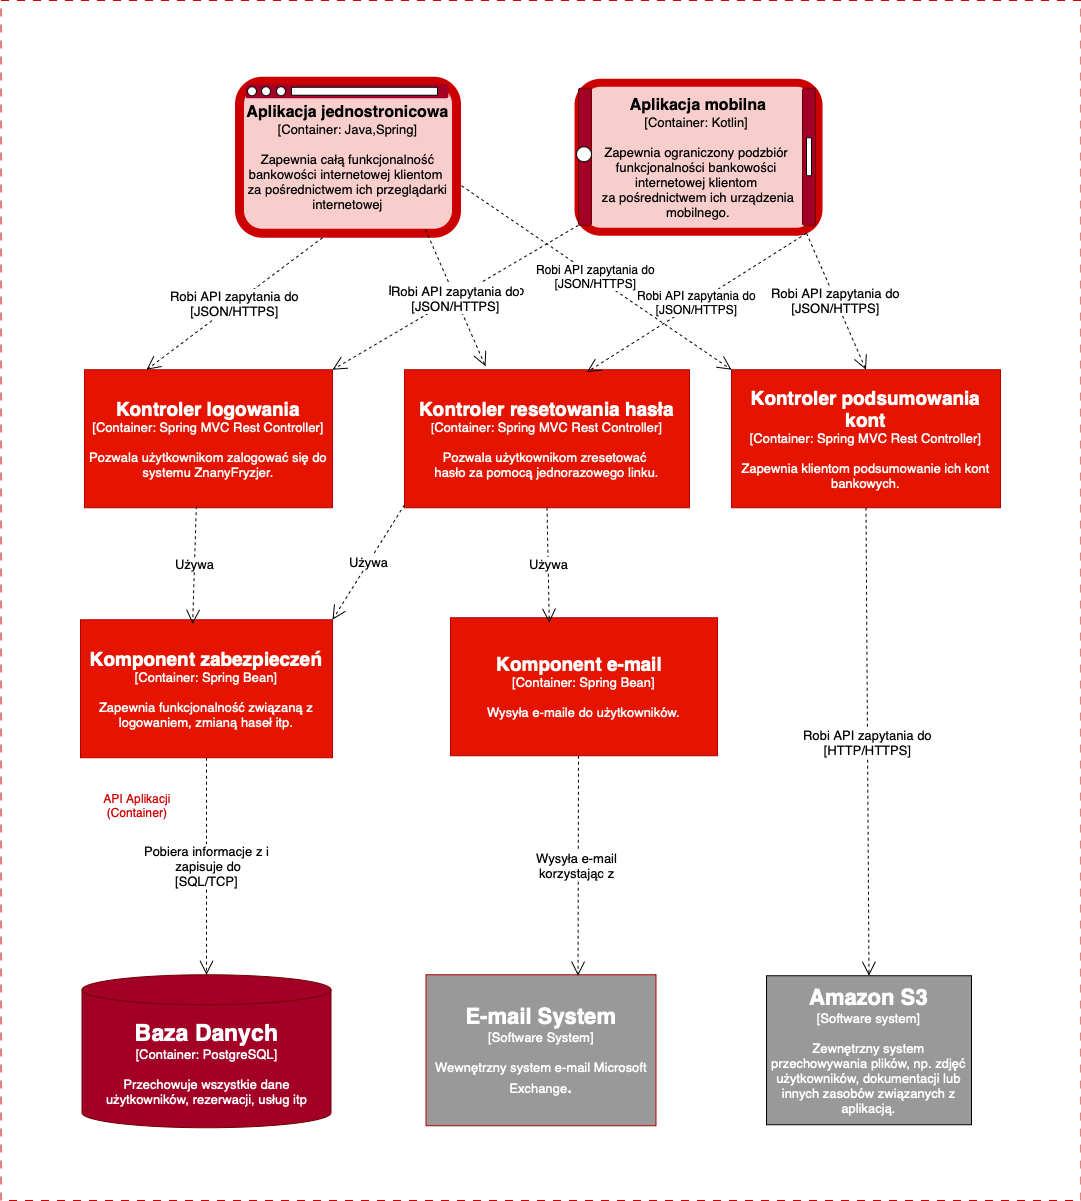 Aplikacja jednostronicowa
[Container: Java,Spring]
Zapewnia całą funkcjonalność
bankowości internetowej klientom
za pośrednictwem ich przeglądarki
internetowej
Aplikacja mobilna
[Container: Kotlin]
Zapewnia ograniczony podzbiór
funkcjonalności bankowości
internetowej klientom
za pośrednictwem ich urządzenia
mobilnego.
Robi API zapytania do
[JSON/HTTPS]
Robi API zapytania do
[JSON/HTTPS]
Robi API zapytania do
[JSON/HTTPS]
Robi API zapytania do
[JSON/HTTPS]
Robi API zapytania do
[JSON/HTTPS]
Kontroler logowania
[Container: Spring MVC Rest Controller]
Pozwala użytkownikom zalogować się do
systemu ZnanyFryzjer.
Kontroler resetowania hasła
[Container: Spring MVC Rest Controller]
Pozwala użytkownikom zresetować
hasło za pomocą jednorazowego linku.
Kontroler podsumowania
kont
[Container: Spring MVC Rest Controller]
Zapewnia klientom podsumowanie ich kont
bankowych.
Używa
Używa
Używa
Komponent zabezpieczeń
[Container: Spring Bean]
Zapewnia funkcjonalność związaną z
logowaniem, zmianą haseł itp.
Komponent e-mail
[Container: Spring Bean]
Wysyła e-maile do użytkowników.
Robi API zapytania do
[HTTP/HTTPS]
API Aplikacji
(Container)
Pobiera informacje z i
zapisuje do
[SQL/TCP]
Wysyła e-mail
korzystając z
Baza Danych
[Container: PostgreSQL]
Przechowuje wszystkie dane
użytkowników, rezerwacji, usług itp
E-mail System
[Software System]
Wewnętrzny system e-mail Microsoft
Exchange.
Amazon S3
[Software system]
Zewnętrzny system
przechowywania plików, np. zdjęć
użytkowników, dokumentacji lub
innych zasobów związanych z
aplikacją.